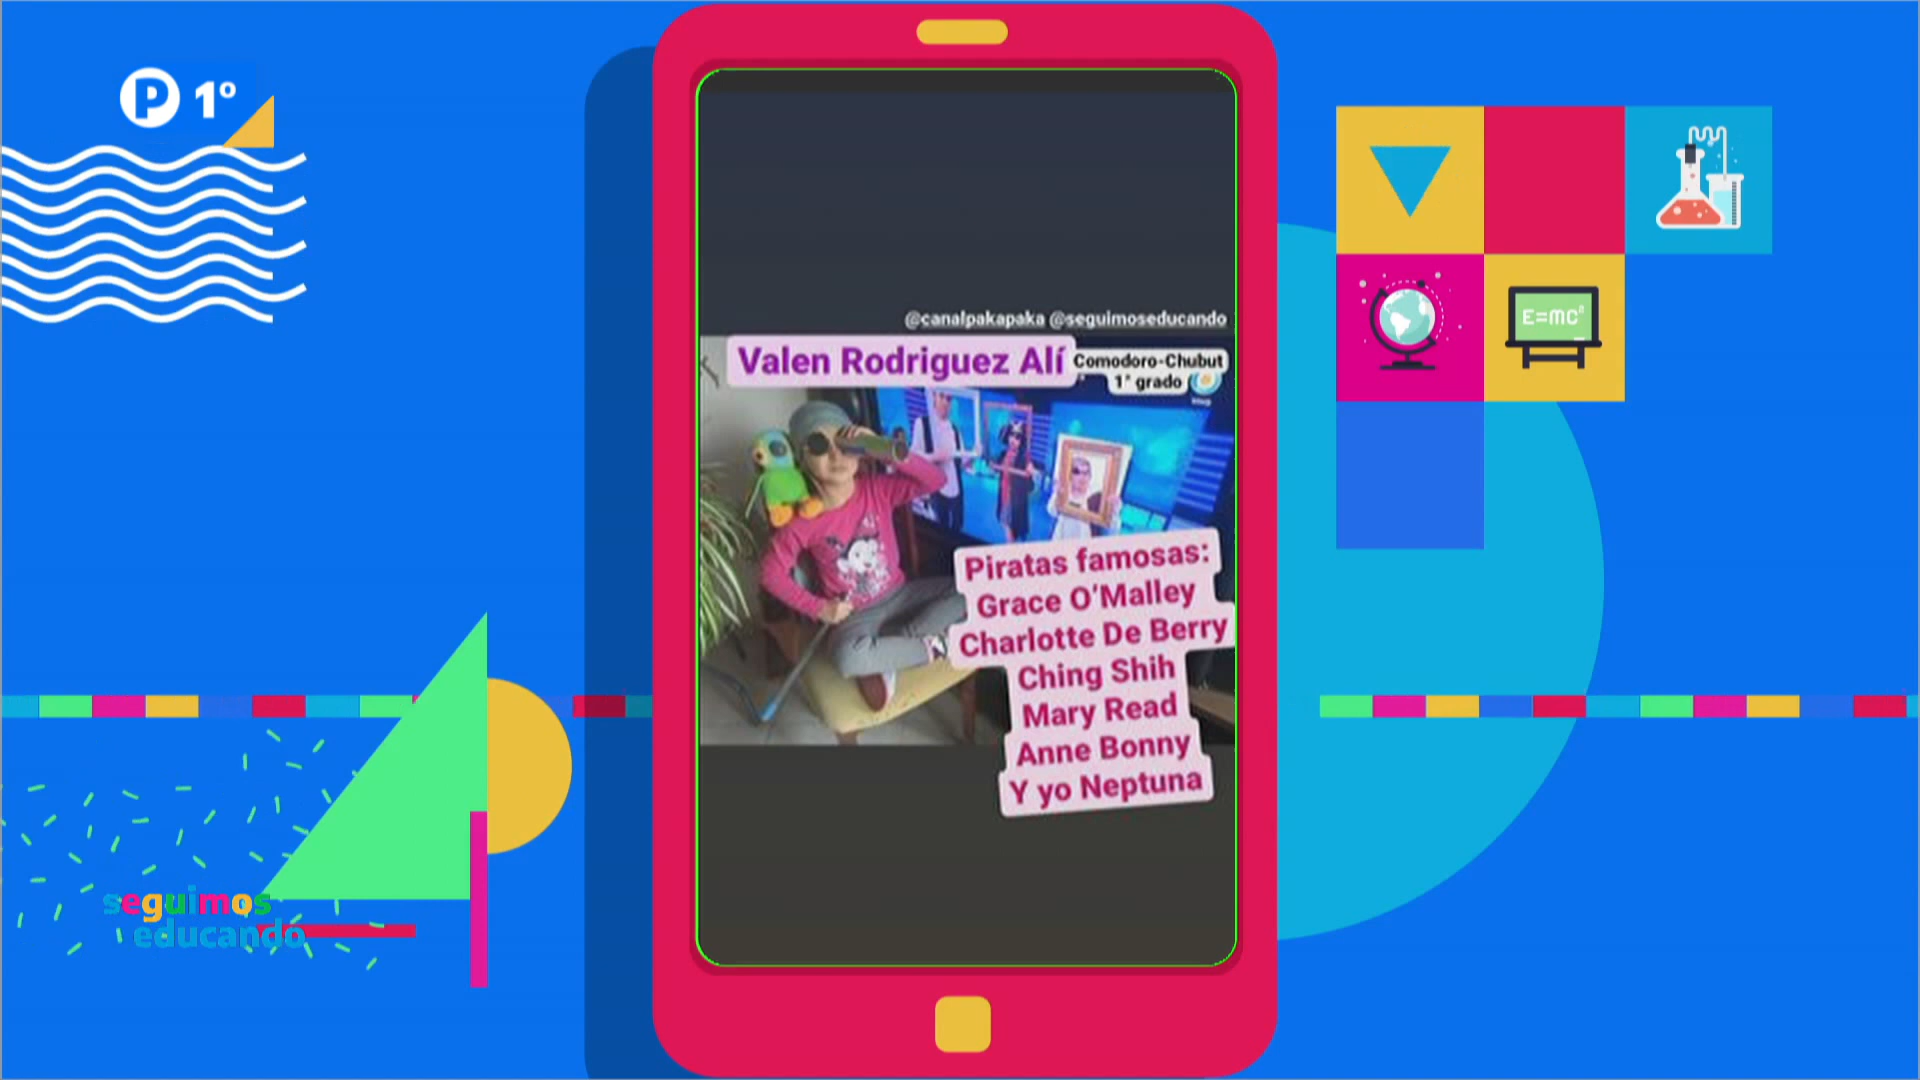 P 1º
@canalpakapaka @seguimoseducando
Valen Rodriguez Alí
Comodoro-Chubut
1° grado
Piratas famosas:
Grace O'Malley
Charlotte De Berry
Ching Shih
Mary Read
Anne Bonny
Y yo Neptuna
E=MC²
seguimos
educando